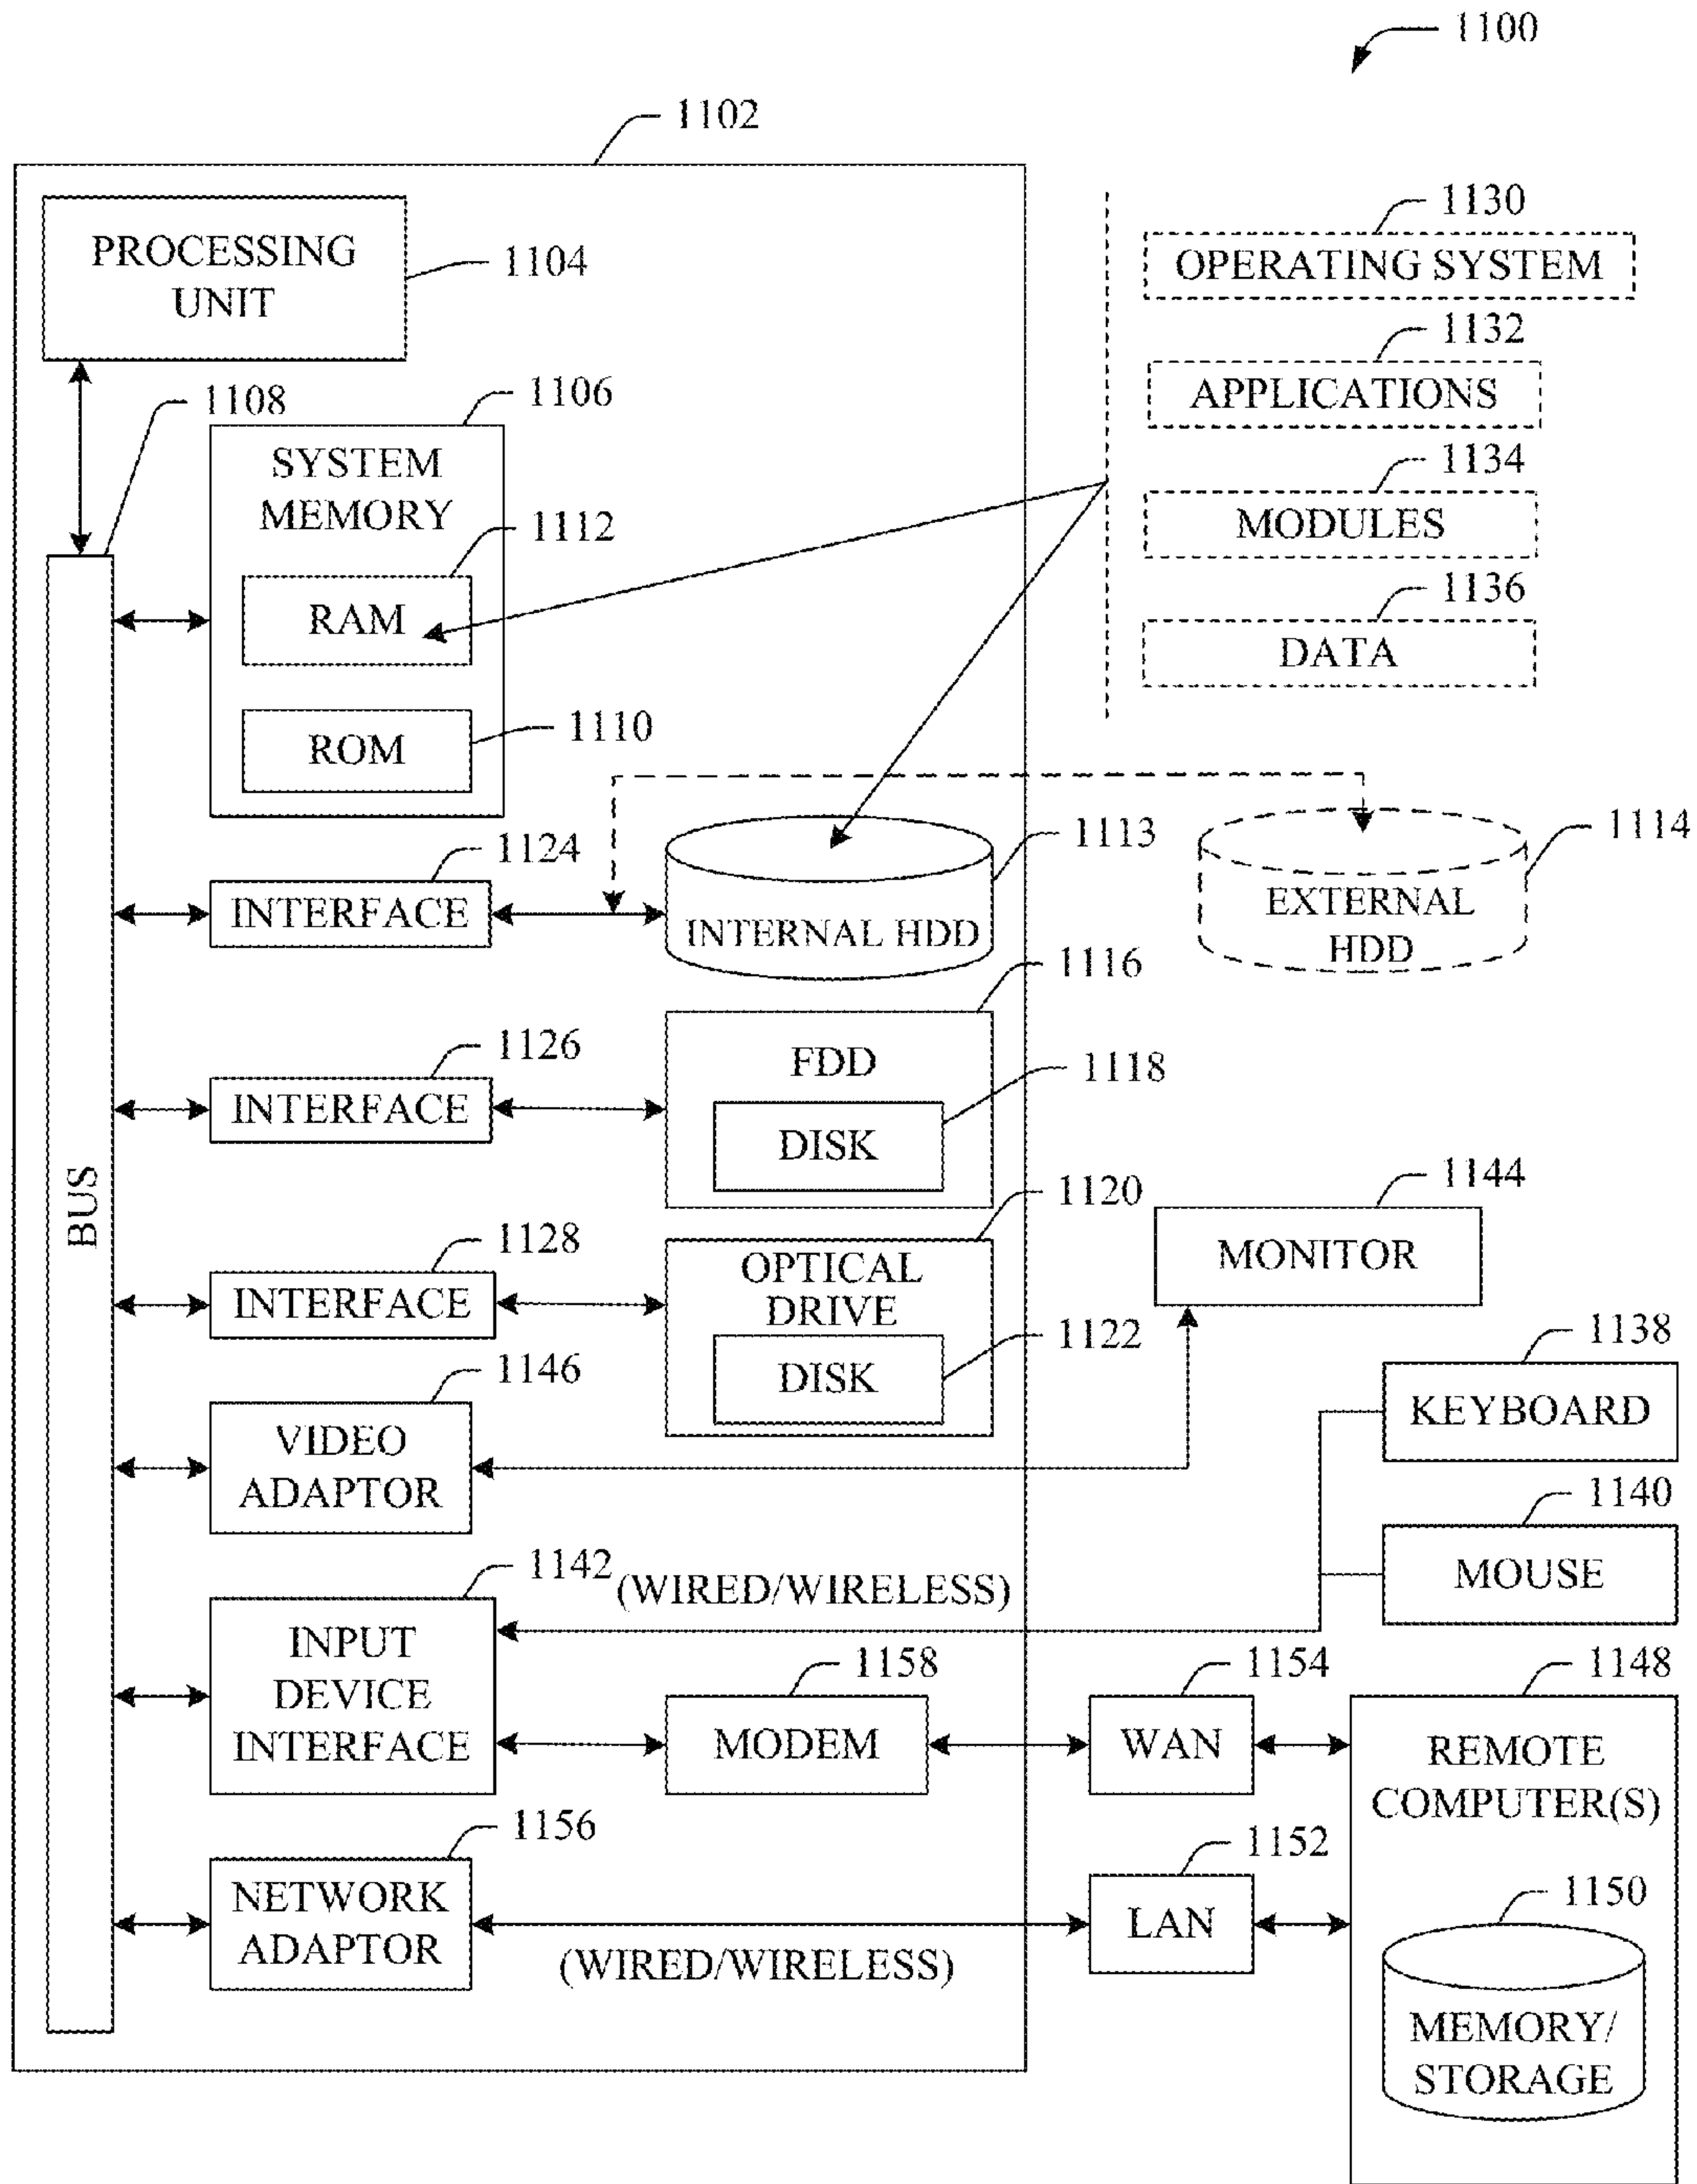 1100
1102
PROCESSING
UNIT
1104
1130
OPERATING SYSTEM
1132
APPLICATIONS
1134
MODULES
1136
DATA
1108
1106
SYSTEM
MEMORY
1112
RAM
1110
ROM
1124
INTERFACE
1113
INTERNAL HDD
1114
EXTERNAL
HDD
1116
FDD
1126
INTERFACE
1118
DISK
BUS
1120
OPTICAL
DRIVE
1128
INTERFACE
1122
DISK
1144
MONITOR
1146
VIDEO
ADAPTOR
1138
KEYBOARD
1140
MOUSE
1142
(WIRED/WIRELESS)
INPUT
DEVICE
INTERFACE
1158
MODEM
1154
WAN
1148
REMOTE
COMPUTER(S)
1156
NETWORK
ADAPTOR
(WIRED/WIRELESS)
1152
LAN
1150
MEMORY/
STORAGE